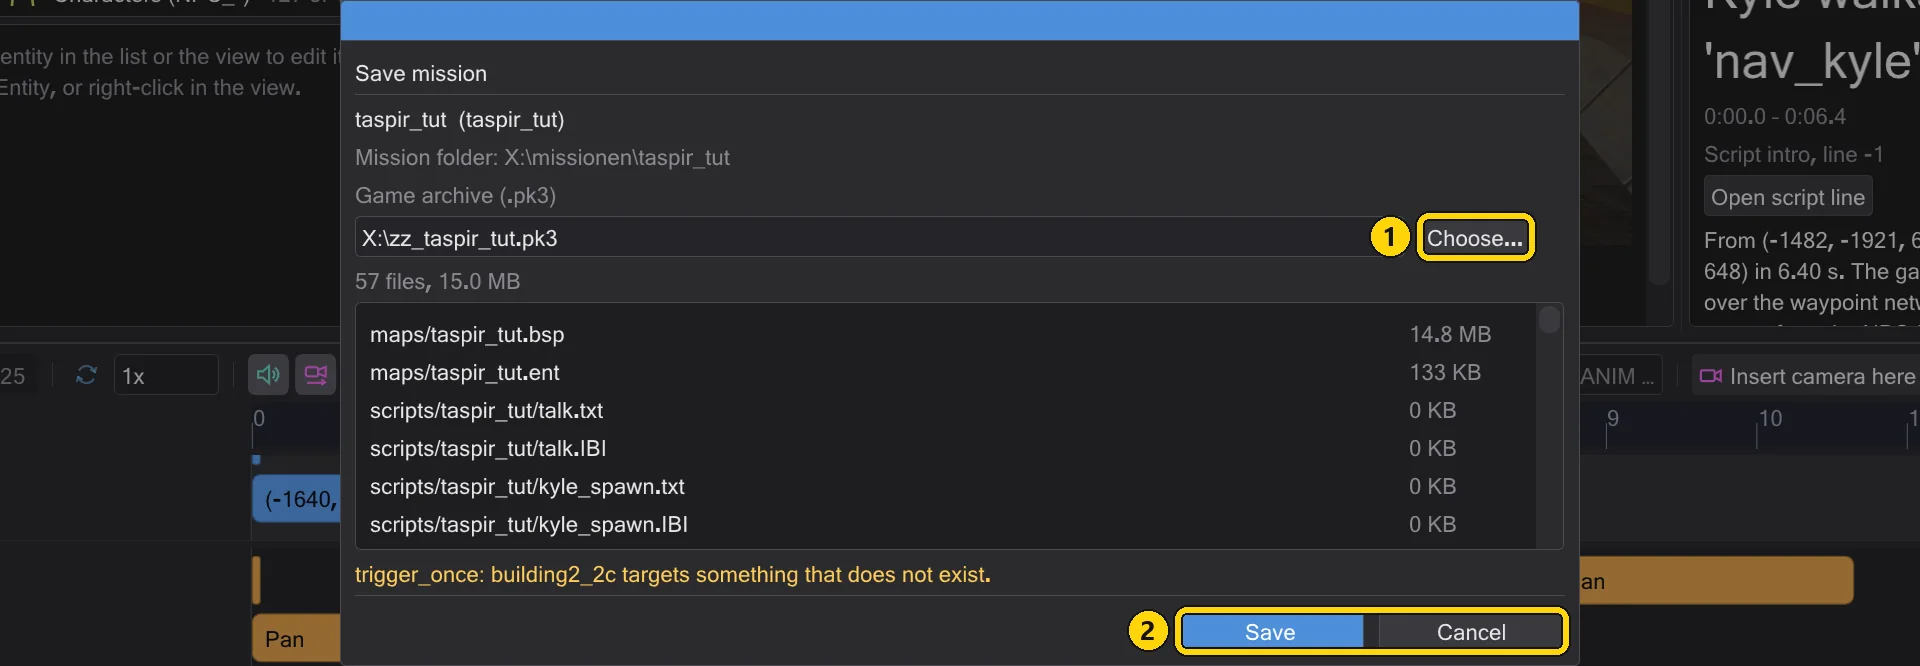 entity in the list or the view to edit it
Entity, or right-click in the view.
25
1x
0
(-1640,
Pan
Save mission
taspir_tut (taspir_tut)
Mission folder: X:\missionen\taspir_tut
Game archive (.pk3)
X:\zz_taspir_tut.pk3
1
Choose...
57 files, 15.0 MB
maps/taspir_tut.bsp 14.8 MB
maps/taspir_tut.ent 133 KB
scripts/taspir_tut/talk.txt 0 KB
scripts/taspir_tut/talk.IBI 0 KB
scripts/taspir_tut/kyle_spawn.txt 0 KB
scripts/taspir_tut/kyle_spawn.IBI 0 KB
trigger_once: building2_2c targets something that does not exist.
2
Save
Cancel
'nav_kyle'
0:00.0 - 0:06.4
Script intro, line -1
Open script line
From (-1482, -1921, 6
648) in 6.40 s. The ga
over the waypoint netw
ANIM ...
Insert camera here
9
10
1
an